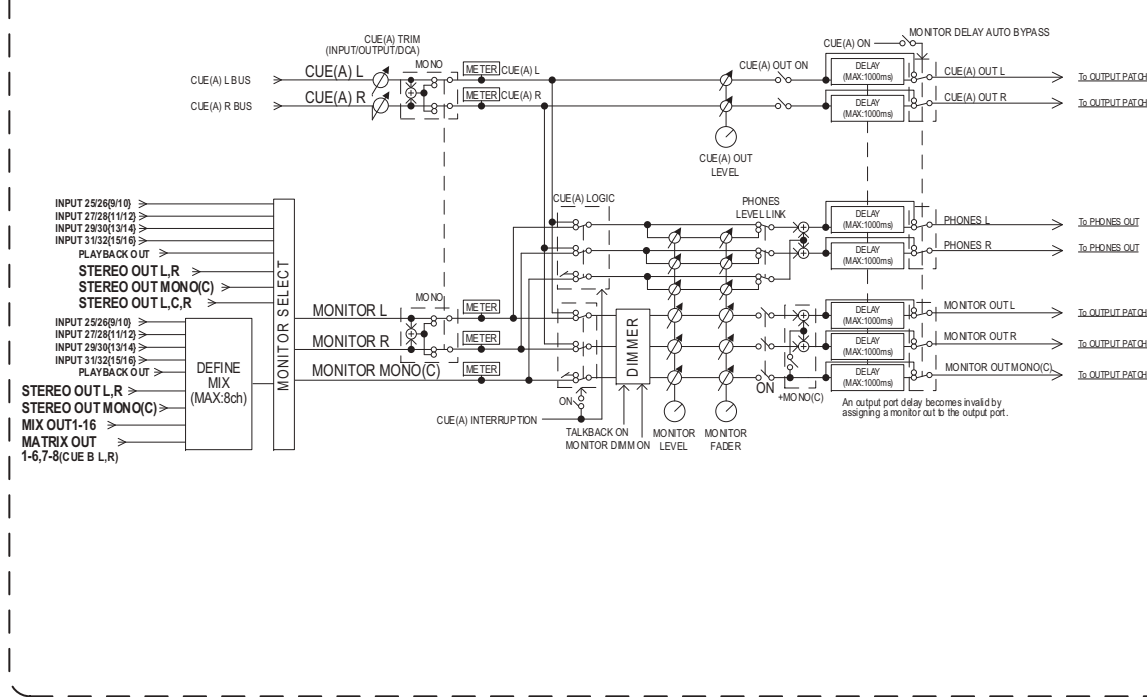 MONITOR DELAY AUTO BYPASS
CUE(A) ON
CUE(A) TRIM
(INPUT/OUTPUT/DCA)
MONO
CUE(A) L BUS
CUE(A) L
METER
CUE(A) L
CUE(A) OUT ON
DELAY
(MAX:1000ms)
CUE(A) OUT L
To OUTPUT PATCH
CUE(A) R BUS
CUE(A) R
METER
CUE(A) R
DELAY
(MAX:1000ms)
CUE(A) OUT R
To OUTPUT PATCH
CUE(A) OUT
LEVEL
CUE(A) LOGIC
PHONES
LEVEL LINK
DELAY
(MAX:1000ms)
PHONES L
To PHONES OUT
DELAY
(MAX:1000ms)
PHONES R
To PHONES OUT
INPUT 25/26{9/10}
INPUT 27/28{11/12}
INPUT 29/30{13/14}
INPUT 31/32{15/16}
PLAYBACK OUT
STEREO OUT L,R
STEREO OUT MONO(C)
STEREO OUT L,C,R
INPUT 25/26{9/10}
INPUT 27/28{11/12}
INPUT 29/30{13/14}
INPUT 31/32{15/16}
PLAYBACK OUT
STEREO OUT L,R
STEREO OUT MONO(C)
MIX OUT1-16
MATRIX OUT
1-6,7-8(CUE B L,R)
DEFINE
MIX
(MAX:8ch)
MONITOR SELECT
MONO
MONITOR L
METER
MONITOR R
METER
MONITOR MONO(C)
METER
DIMMER
ON
CUE(A) INTERRUPTION
TALKBACK ON
MONITOR DIMM ON
MONITOR
LEVEL
MONITOR
FADER
ON
+MONO(C)
DELAY
(MAX:1000ms)
MONITOR OUT L
To OUTPUT PATCH
DELAY
(MAX:1000ms)
MONITOR OUT R
To OUTPUT PATCH
DELAY
(MAX:1000ms)
MONITOR OUT MONO(C)
To OUTPUT PATCH
An output port delay becomes invalid by
assigning a monitor out to the output port.